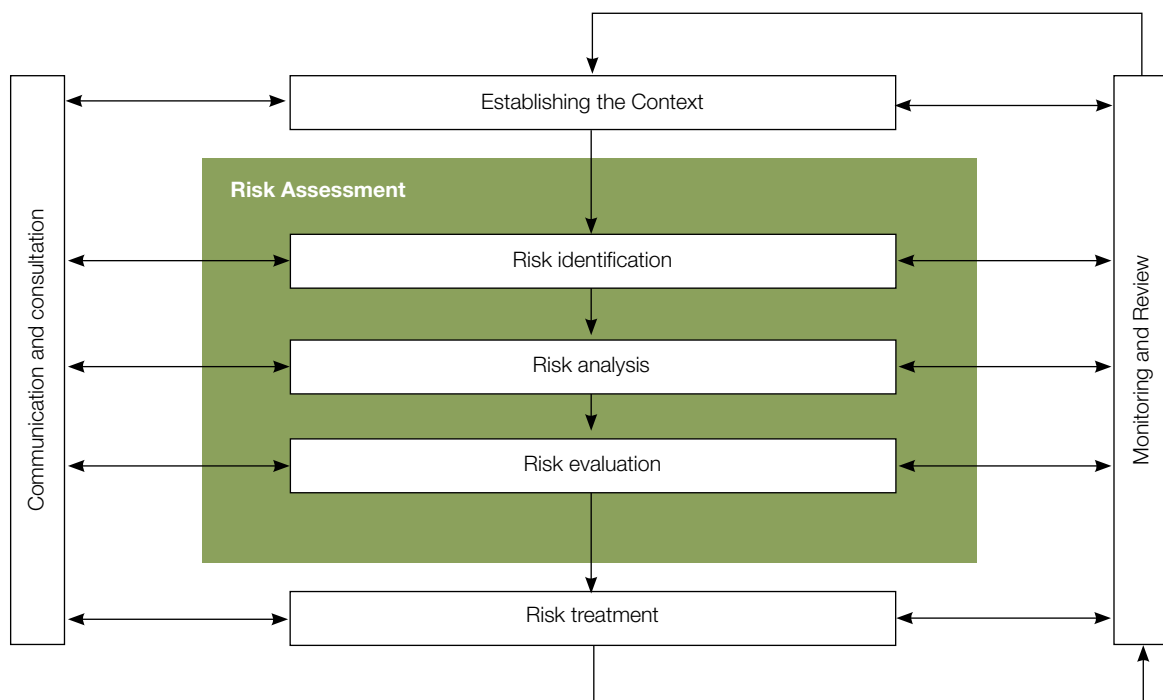 Establishing the Context
Risk Assessment
Risk identification
Risk analysis
Risk evaluation
Risk treatment
Communication and consultation
Monitoring and Review